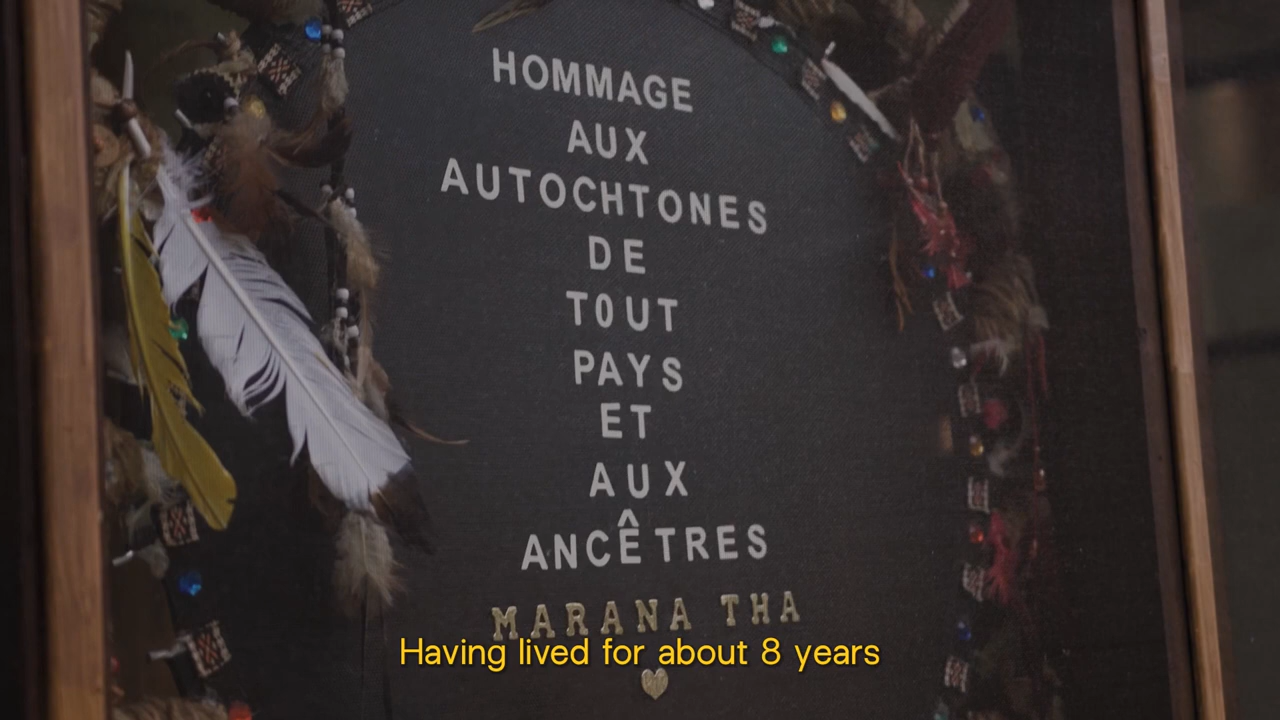 HOMMAGE
AUX
AUTOCHTONES
DE
TOUT
PAYS
ET
AUX
ANCÊTRES
MARANA THA
Having lived for about 8 years